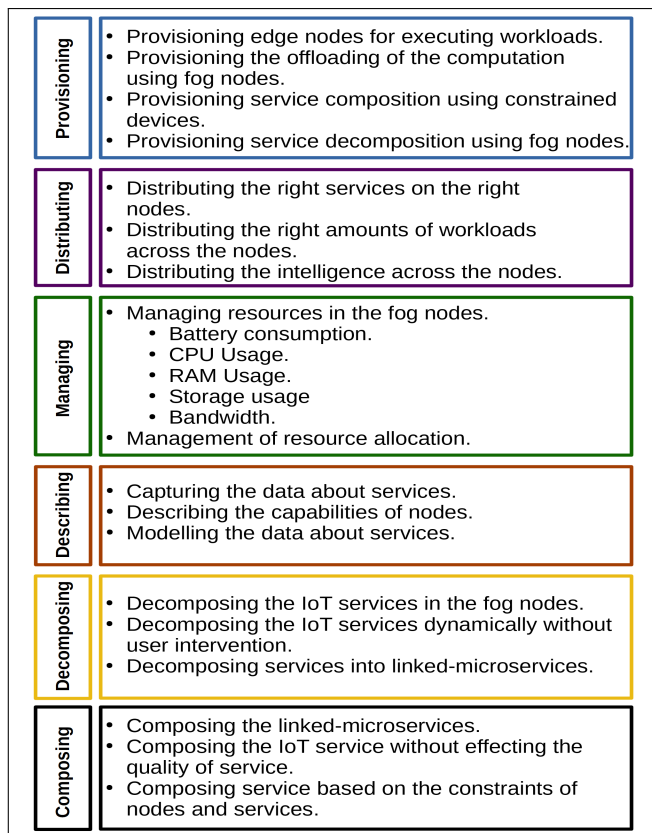 Provisioning
• Provisioning edge nodes for executing workloads.
• Provisioning the offloading of the computation
using fog nodes.
• Provisioning service composition using constrained
devices.
• Provisioning service decomposition using fog nodes.
Distributing
• Distributing the right services on the right
nodes.
• Distributing the right amounts of workloads
across the nodes.
• Distributing the intelligence across the nodes.
Managing
• Managing resources in the fog nodes.
• Battery consumption.
• CPU Usage.
• RAM Usage.
• Storage usage
• Bandwidth.
• Management of resource allocation.
Describing
• Capturing the data about services.
• Describing the capabilities of nodes.
• Modelling the data about services.
Decomposing
• Decomposing the IoT services in the fog nodes.
• Decomposing the IoT services dynamically without
user intervention.
• Decomposing services into linked-microservices.
Composing
• Composing the linked-microservices.
• Composing the IoT service without effecting the
quality of service.
• Composing service based on the constraints of
nodes and services.